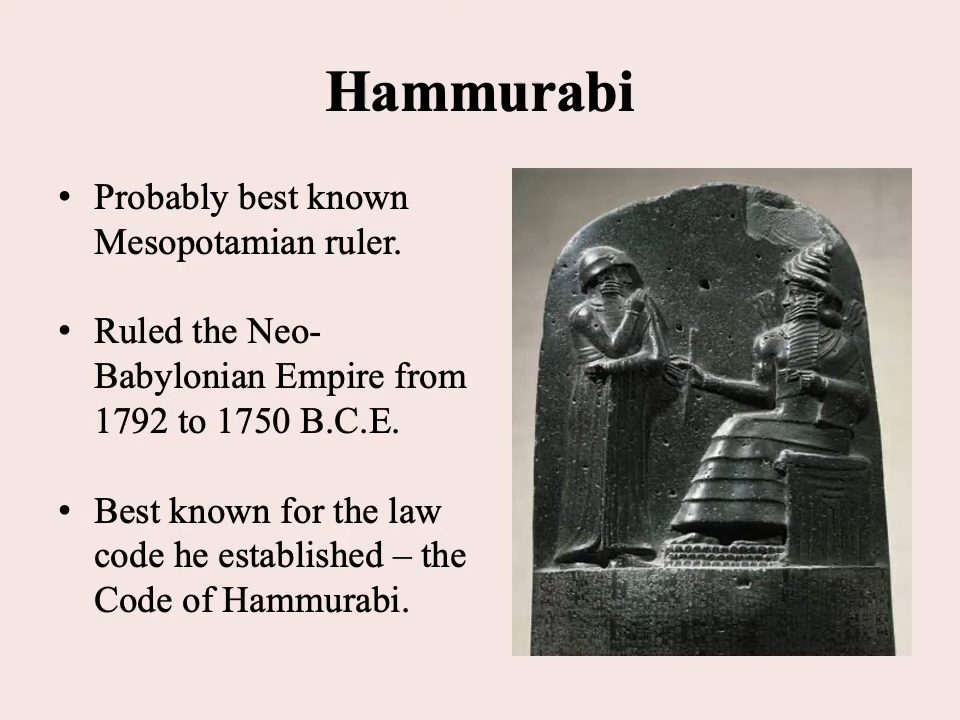 Hammurabi
• Probably best known
Mesopotamian ruler.
• Ruled the Neo-
Babylonian Empire from
1792 to 1750 B.C.E.
• Best known for the law
code he established – the
Code of Hammurabi.